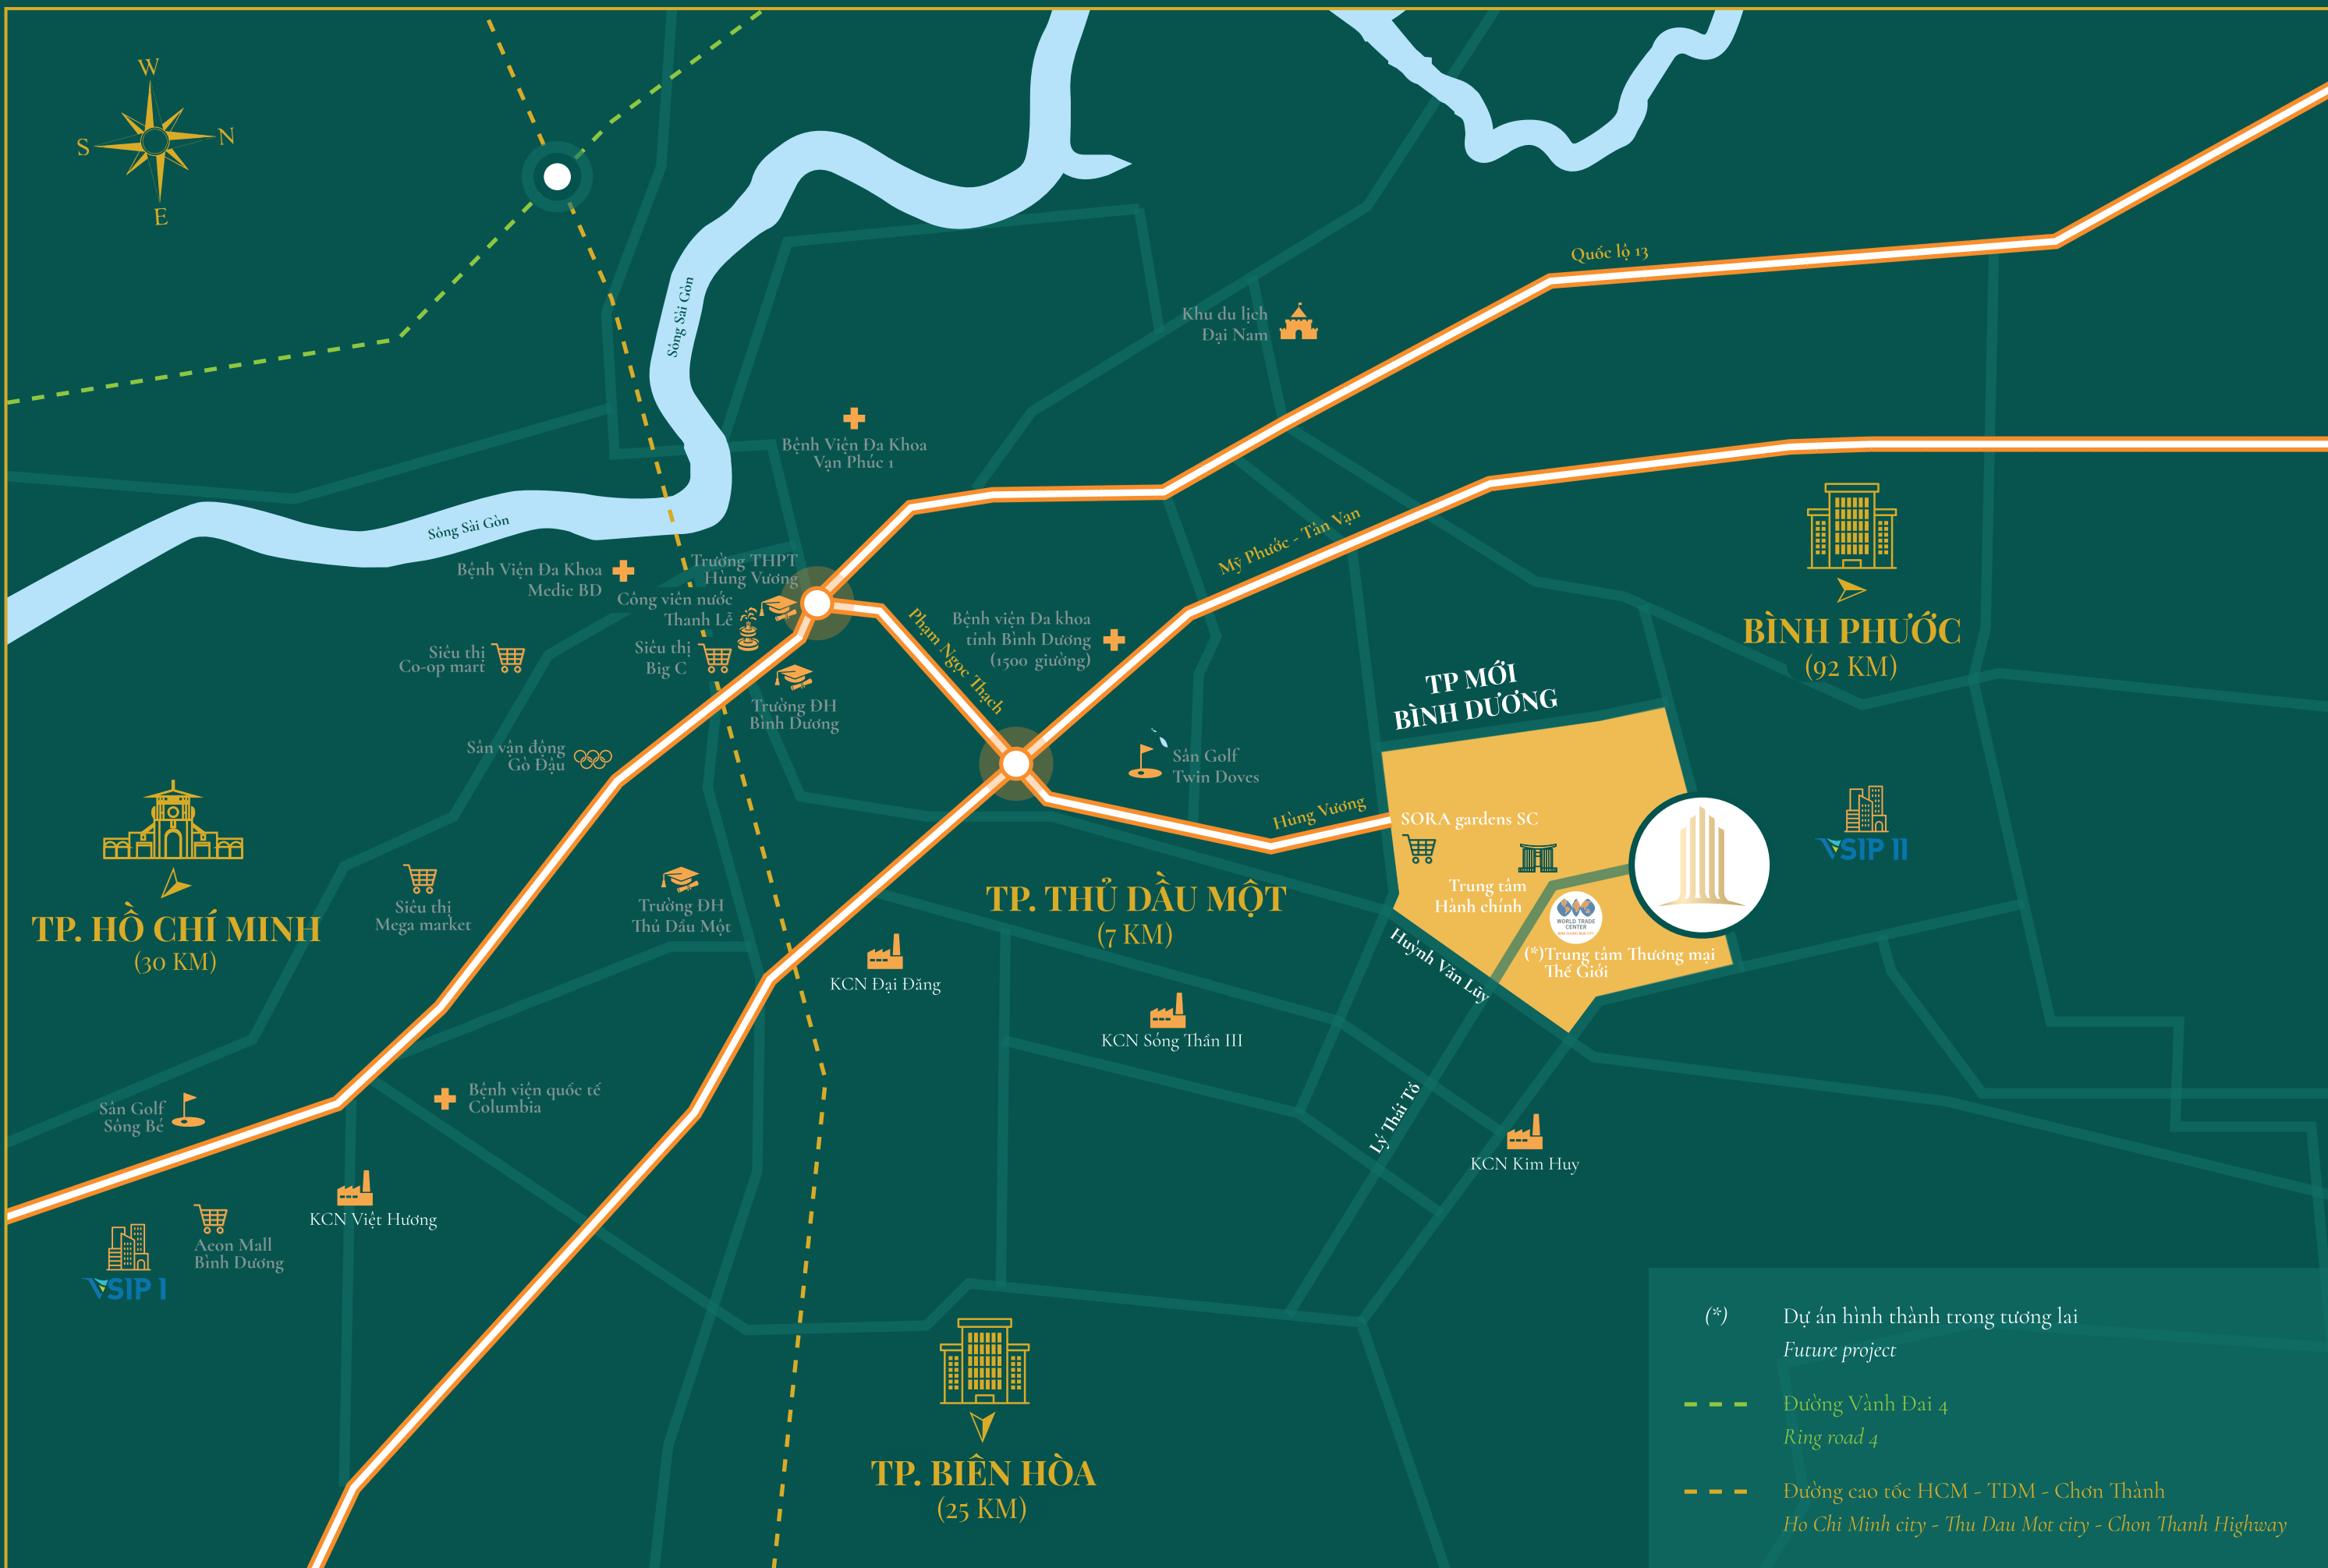 W
S
N
E
Sông Sài Gòn
Quốc lộ 13
Khu du lịch
Đại Nam
Bệnh Viện Đa Khoa
Vạn Phúc 1
Sông Sài Gòn
Mỹ Phước - Tân Vạn
Bệnh Viện Đa Khoa
Medic BD
Trường THPT
Hùng Vương
Công viên nước
Thanh Lễ
Siêu thị
Big C
Siêu thị
Co-op mart
Phạm Ngọc Thạch
Bệnh viện Đa khoa
tỉnh Bình Dương
(1500 giường)
BÌNH PHƯỚC
(92 KM)
TP MỚI
BÌNH DƯƠNG
Trường ĐH
Bình Dương
Sân vận động
Gò Đậu
Sân Golf
Twin Doves
Hùng Vương
SORA gardens SC
VSIP II
Trung tâm
Hành chính
WORLD TRADE
CENTER
(*)Trung tâm Thương mại
Thế Giới
Huỳnh Văn Lũy
TP. HỒ CHÍ MINH
(30 KM)
Siêu thị
Mega market
Trường ĐH
Thủ Dầu Một
TP. THỦ DẦU MỘT
(7 KM)
KCN Đại Đăng
KCN Sóng Thần III
Lý Thái Tổ
KCN Kim Huy
Bệnh viện quốc tế
Columbia
Sân Golf
Sông Bé
KCN Việt Hương
Aeon Mall
Bình Dương
VSIP I
TP. BIÊN HÒA
(25 KM)
(*) Dự án hình thành trong tương lai
Future project
Đường Vành Đai 4
Ring road 4
Đường cao tốc HCM - TDM - Chơn Thành
Ho Chi Minh city - Thu Dau Mot city - Chon Thanh Highway